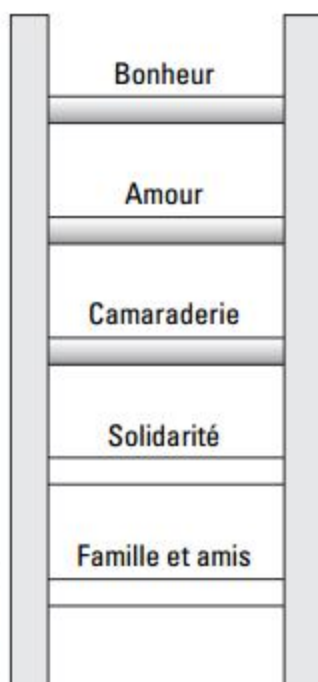 Bonheur
Amour
Camaraderie
Solidarité
Famille et amis